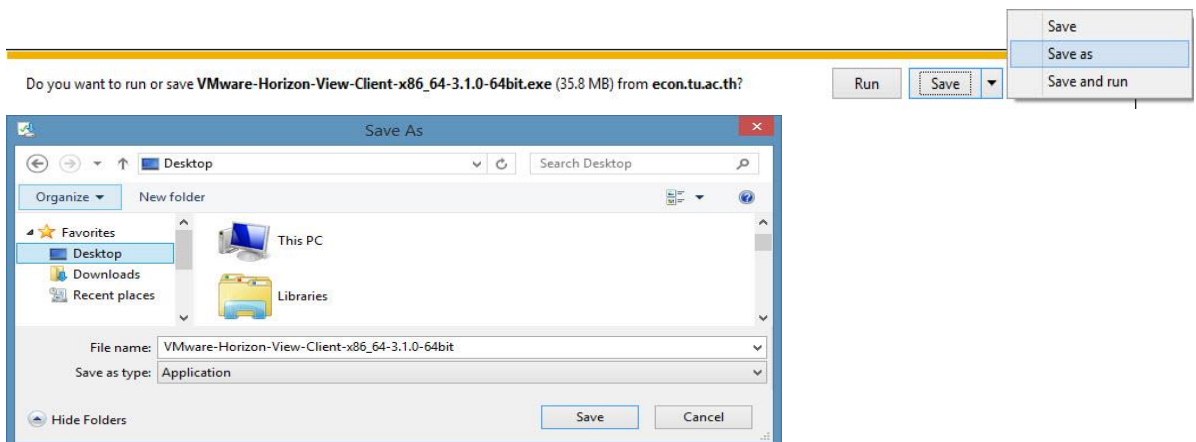 Save
Save as
Save and run
Do you want to run or save VMware-Horizon-View-Client-x86_64-3.1.0-64bit.exe (35.8 MB) from econ.tu.ac.th?
Run
Save
Save As
Desktop
Search Desktop
Organize
New folder
Favorites
Desktop
Downloads
Recent places
This PC
Libraries
File name: VMware-Horizon-View-Client-x86_64-3.1.0-64bit
Save as type: Application
Hide Folders
Save
Cancel